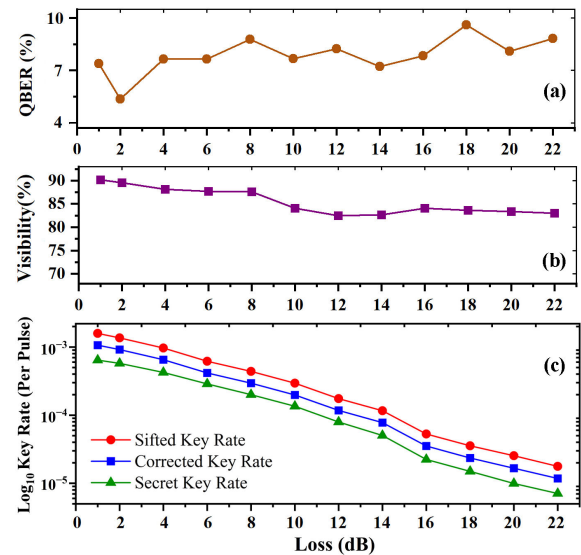 QBER (%)
10
7
4
(a)
0 2 4 6 8 10 12 14 16 18 20 22
Visibility(%)
90
85
80
75
70
(b)
0 2 4 6 8 10 12 14 16 18 20 22
Log₁₀ Key Rate (Per Pulse)
10⁻³
10⁻⁴
10⁻⁵
(c)
Sifted Key Rate
Corrected Key Rate
Secret Key Rate
0 2 4 6 8 10 12 14 16 18 20 22
Loss (dB)